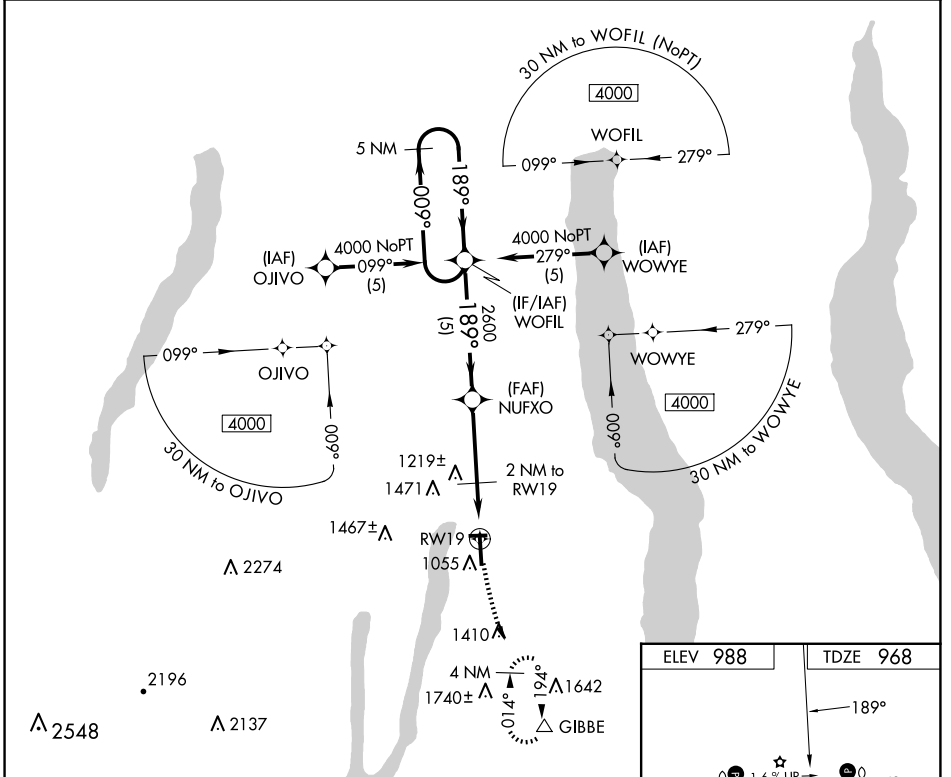 30 NM to WOFIL (NoPT)
4000
WOFIL
099°
279°
5 NM
189°
009°
(IAF)
OJIVO
4000 NoPT
099°
(5)
4000 NoPT
279°
(5)
(IAF)
WOWYE
(IF/IAF)
WOFIL
2600
189°
(5)
099°
OJIVO
4000
009°
30 NM to OJIVO
279°
WOWYE
4000
009°
30 NM to WOWYE
(FAF)
NUFXO
1219±
1471
2 NM to
RW19
1467±
RW19
1055
2274
1410
4 NM
1740±
014°
194°
1642
GIBBE
2196
2548
2137
ELEV 988
TDZE 968
189°
1.6% UP
P